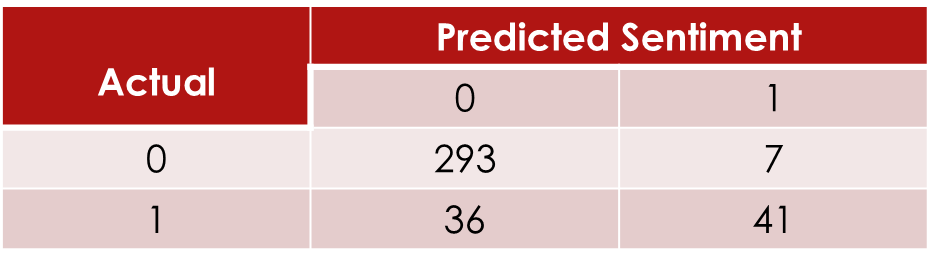 Predicted Sentiment
Actual
0 1
0 293 7
1 36 41